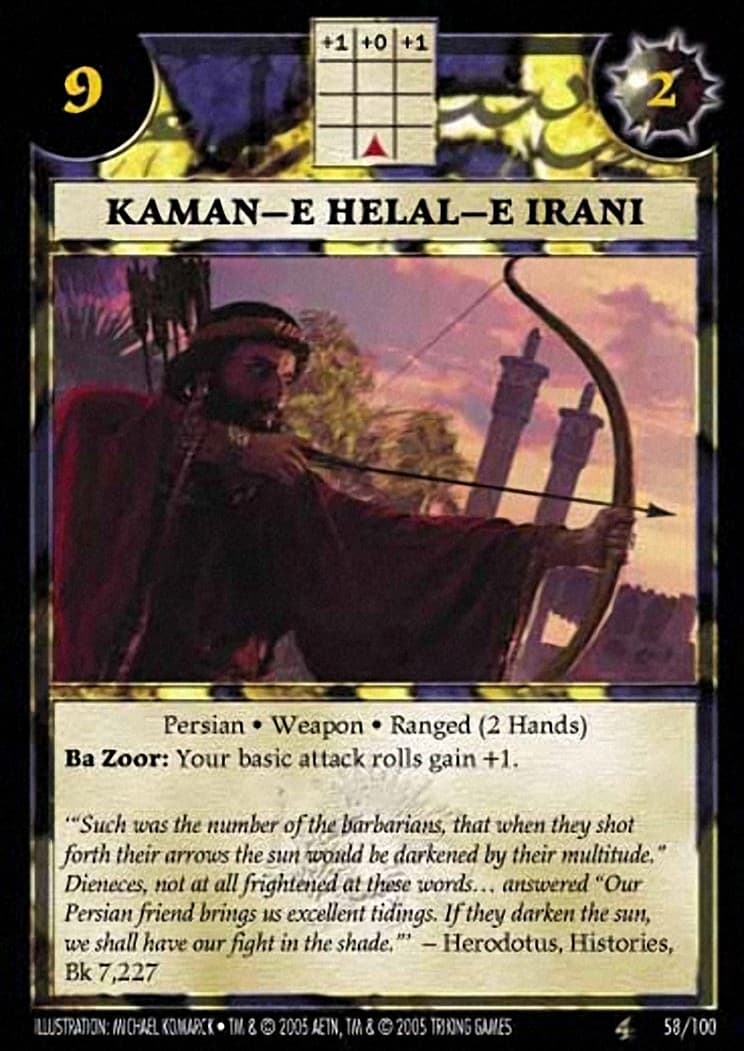 +1 +0 +1
9
2
KAMAN–E HELAL–E IRANI
Persian • Weapon • Ranged (2 Hands)
Ba Zoor: Your basic attack rolls gain +1.
‘“Such was the number of the barbarians, that when they shot
forth their arrows the sun would be darkened by their multitude.”
Dieneces, not at all frightened at these words… answered “Our
Persian friend brings us excellent tidings. If they darken the sun,
we shall have our fight in the shade.”’ – Herodotus, Histories,
Bk 7,227
ILLUSTRATION: MICHAEL KOMARCK • TM & © 2005 AETN, TM & © 2005 TRIKING GAMES 4 58/100